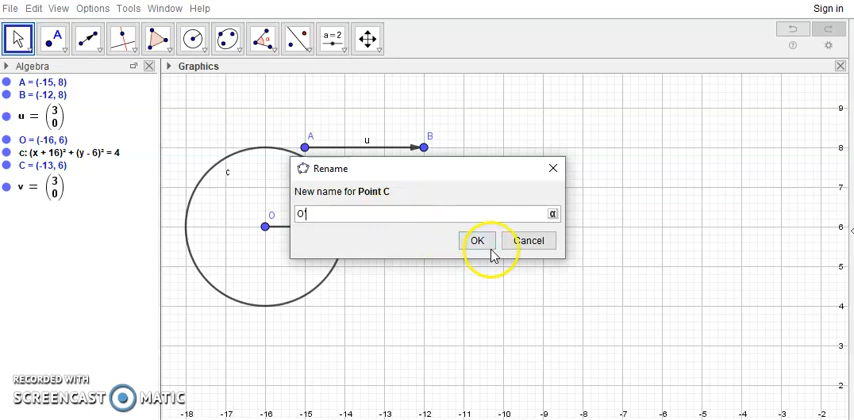 File Edit View Options Tools Window Help Sign in
A a=2
Algebra Graphics
A = (-15, 8)
B = (-12, 8)
u = (3 0)
O = (-16, 6)
c: (x + 16)² + (y - 6)² = 4
C = (-13, 6)
v = (3 0)
A u B
c
O
Rename
New name for Point C
O'
α
OK Cancel
9
8
7
6
5
4
3
2
-18 -17 -16 -15 -14 -13 -12 -11 -10 -9 -8 -7 -6 -5 -4 -3 -2
RECORDED WITH
SCREENCAST MATIC